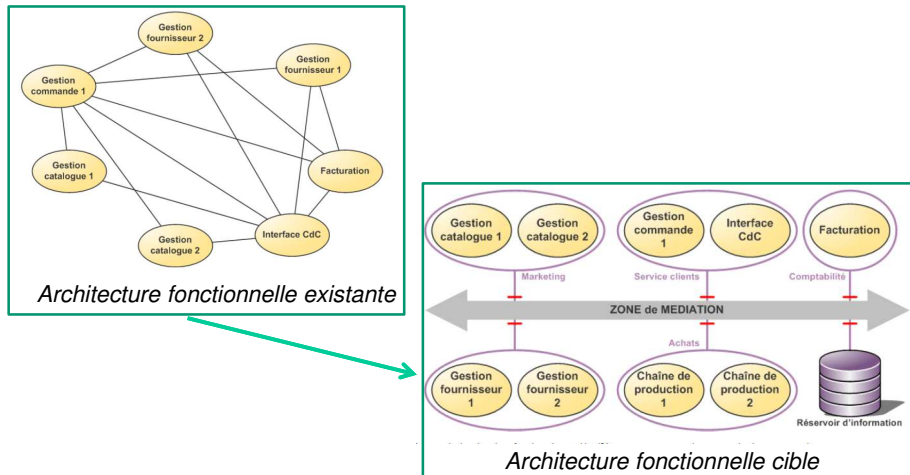 Gestion
fournisseur 2
Gestion
fournisseur 1
Gestion
commande 1
Gestion
catalogue 1
Facturation
Gestion
catalogue 2
Interface CdC
Architecture fonctionnelle existante
Gestion
catalogue 1
Gestion
catalogue 2
Gestion
commande
1
Interface
CdC
Facturation
Marketing
Service clients
Comptabilité
ZONE de MEDIATION
Achats
Gestion
fournisseur
1
Gestion
fournisseur
2
Chaîne de
production
1
Chaîne de
production
2
Réservoir d'information
Architecture fonctionnelle cible